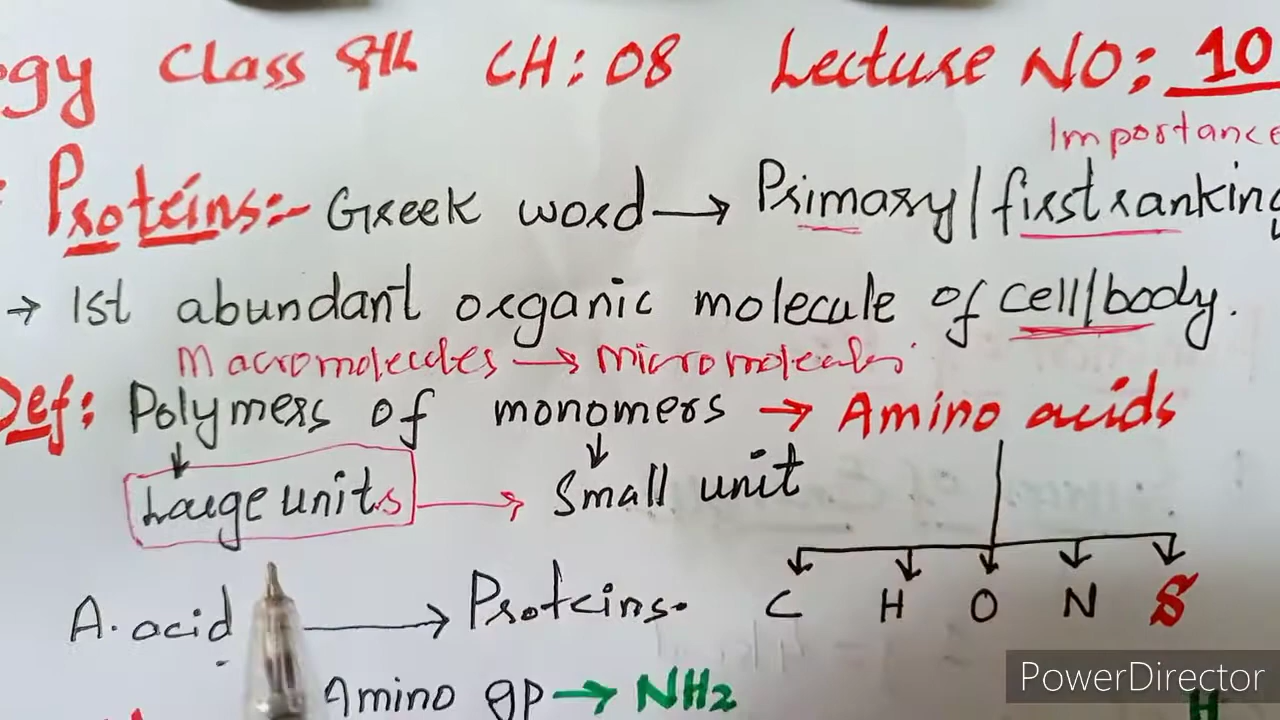 ogy Class 9th CH: 08 Lecture NO: 10
Importance
: Proteins:- Greek word → Primary/first ranking
→ 1st abundant organic molecule of cell/body.
Macromolecules → micromolecules
Def: Polymers of monomers → Amino acids
Large units → Small unit
C H O N S
A. acid → Proteins.
Amino gp → NH2
H
PowerDirector